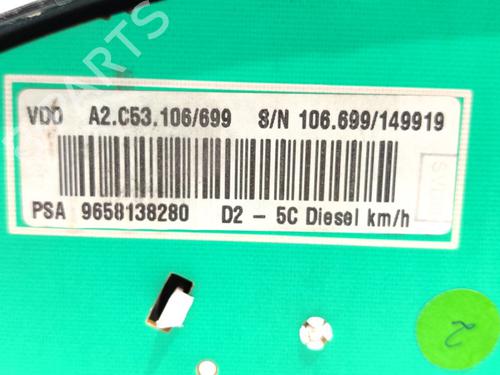 VDO A2.C53.106/699 S/N 106.699/149919
PSA 9658138280 D2 - 5C Diesel km/h
2